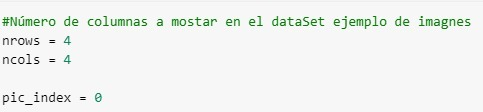 #Número de columnas a mostar en el dataSet ejemplo de imagnes
nrows = 4
ncols = 4
pic_index = 0